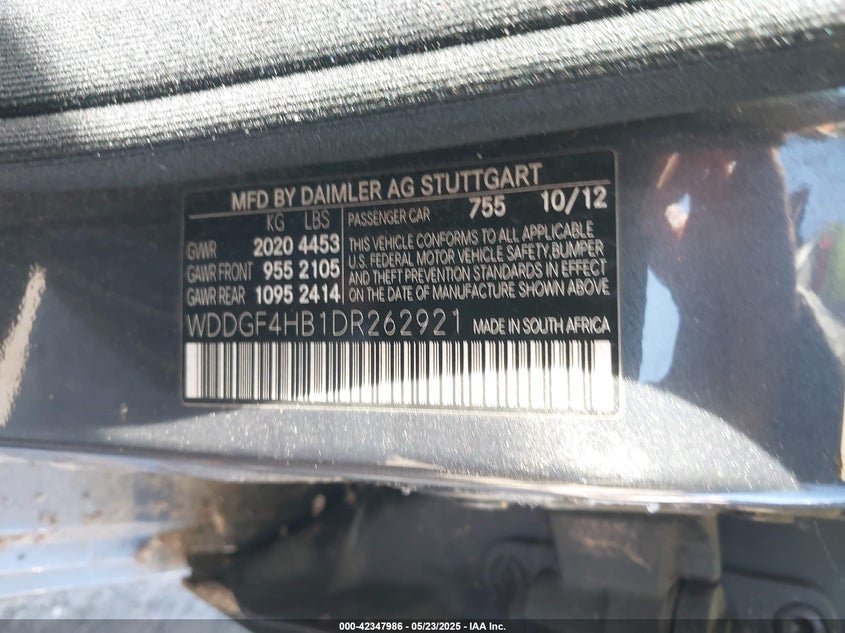 MFD BY DAIMLER AG STUTTGART
KG LBS
GVWR 2020 4453
GAWR FRONT 955 2105
GAWR REAR 1095 2414
PASSENGER CAR 755 10/12
THIS VEHICLE CONFORMS TO ALL APPLICABLE
U.S. FEDERAL MOTOR VEHICLE SAFETY, BUMPER
AND THEFT PREVENTION STANDARDS IN EFFECT
ON THE DATE OF MANUFACTURE SHOWN ABOVE
WDDGF4HB1DR262921 MADE IN SOUTH AFRICA
000-42347986 - 05/23/2025 - IAA Inc.